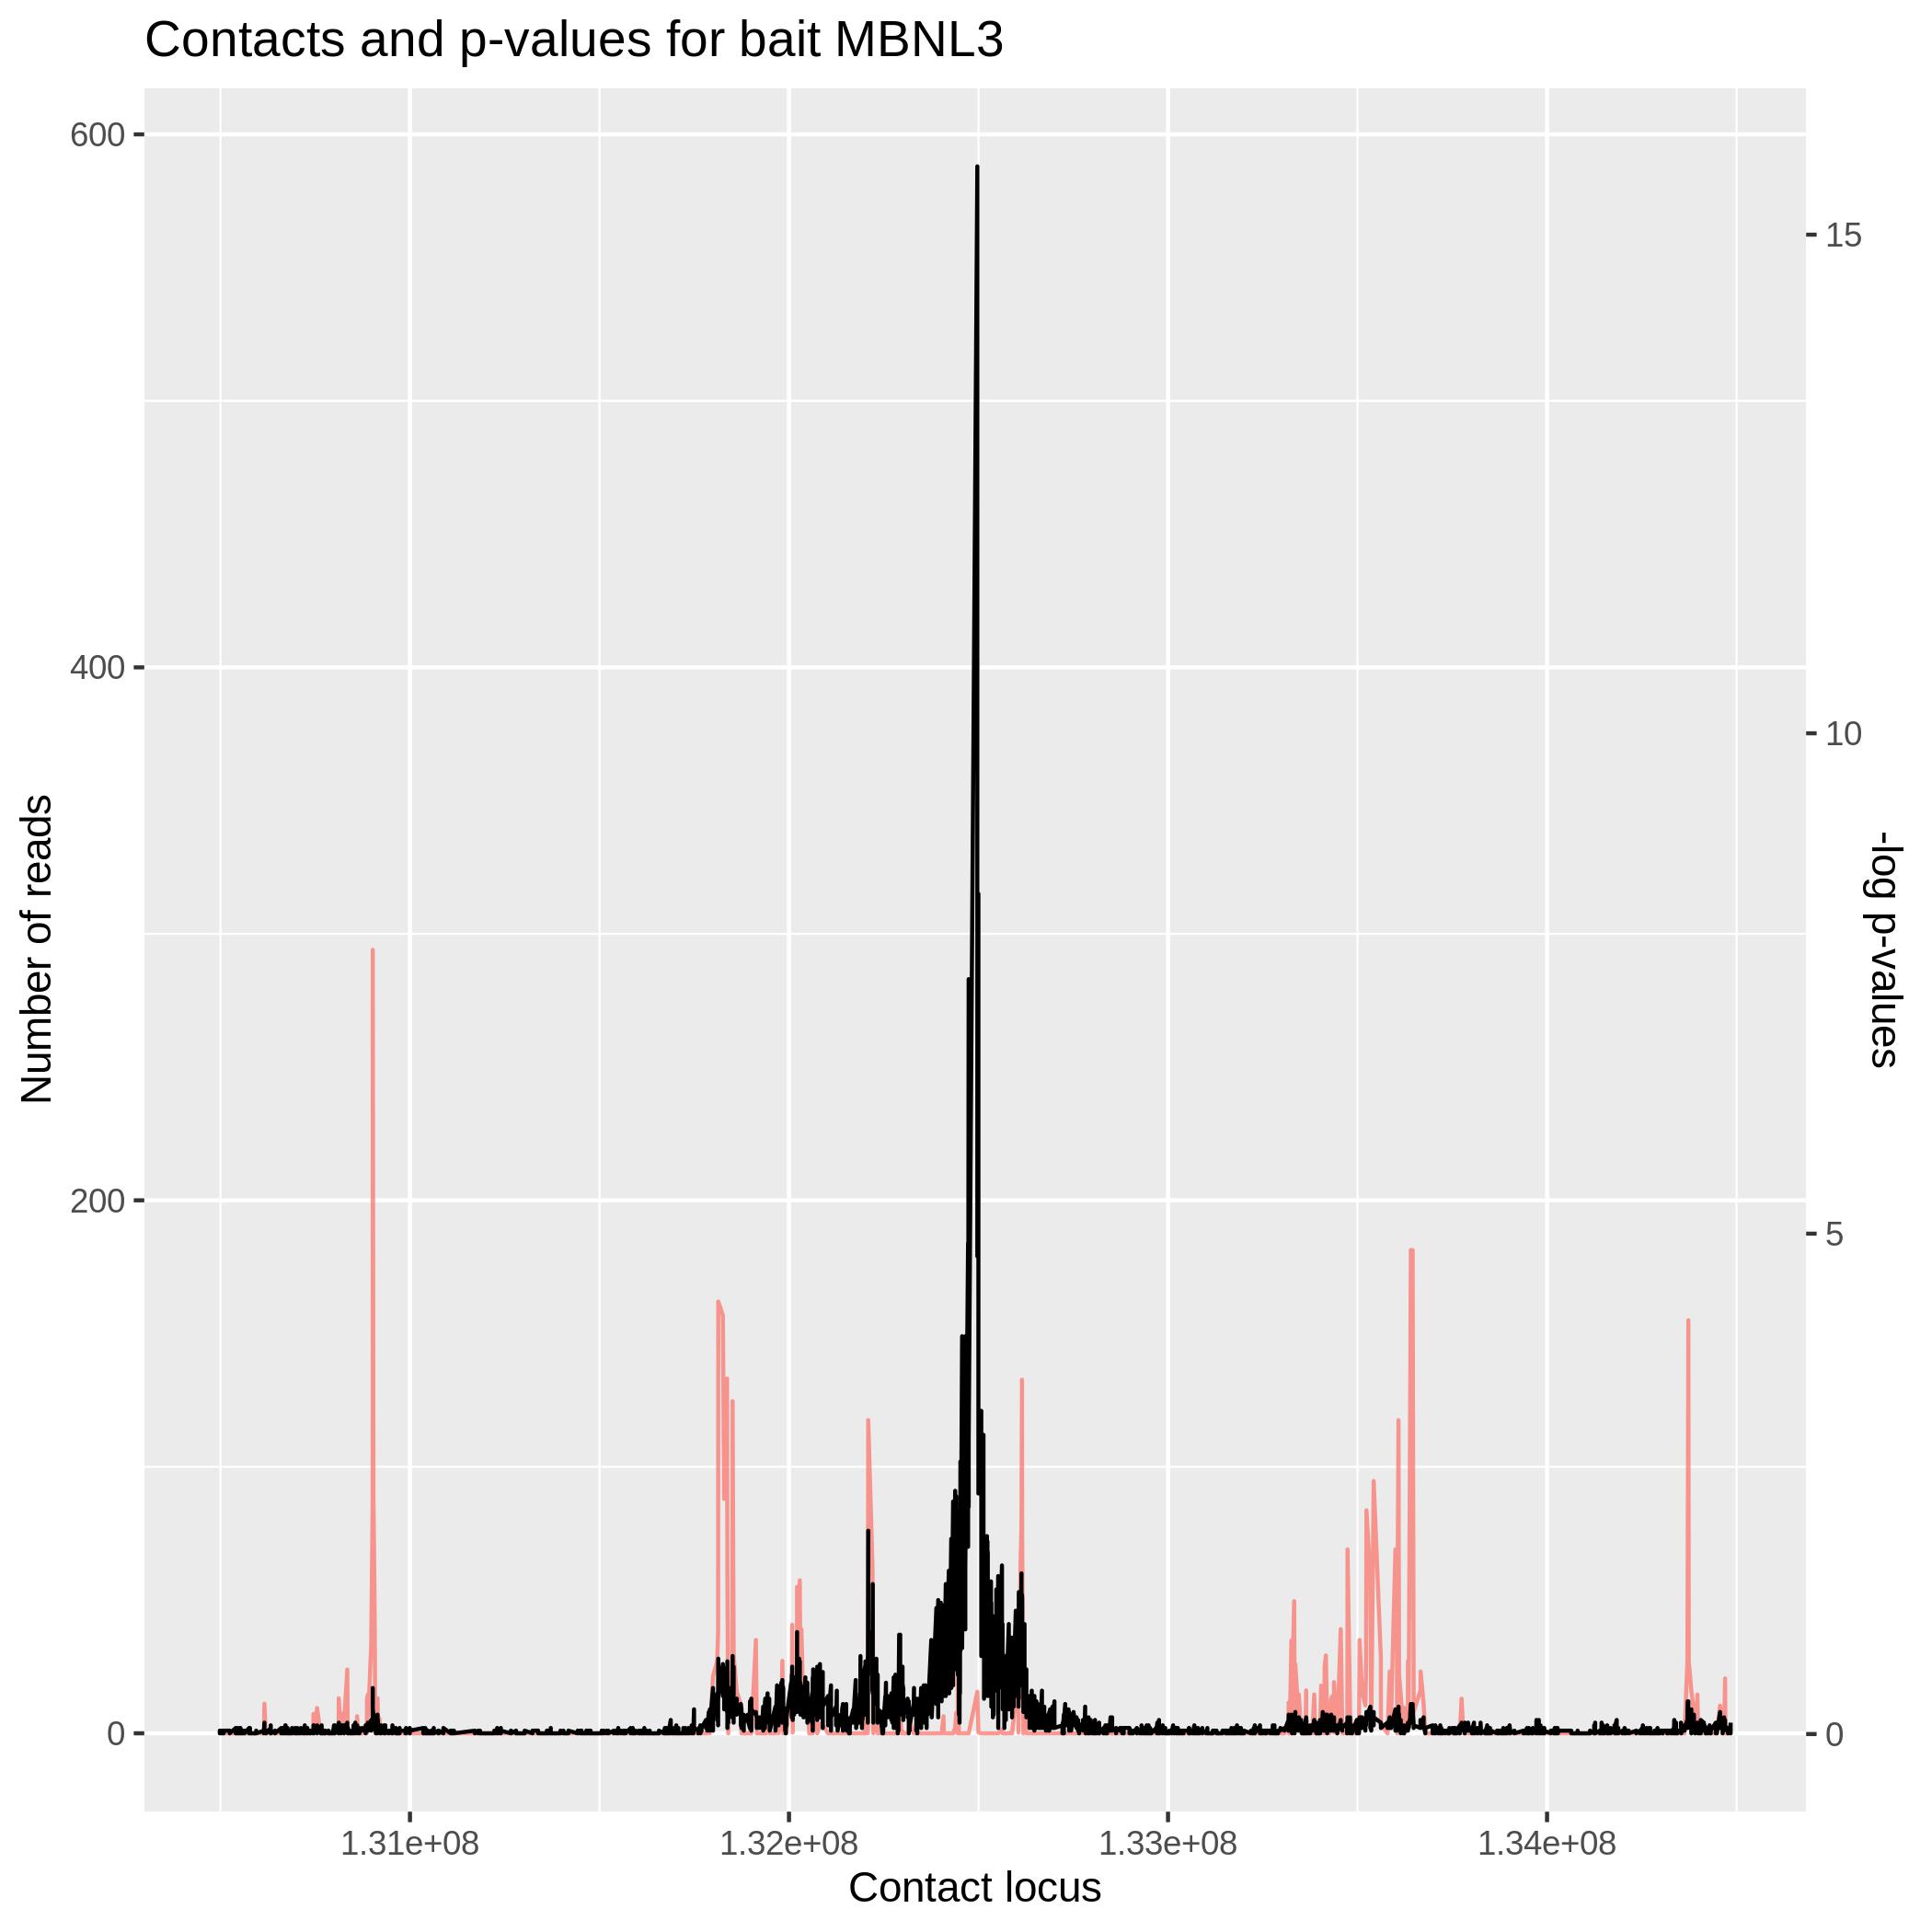 Contacts and p-values for bait MBNL3
600
400
200
0
Number of reads
15
10
5
0
-log p-values
1.31e+08 1.32e+08 1.33e+08 1.34e+08
Contact locus